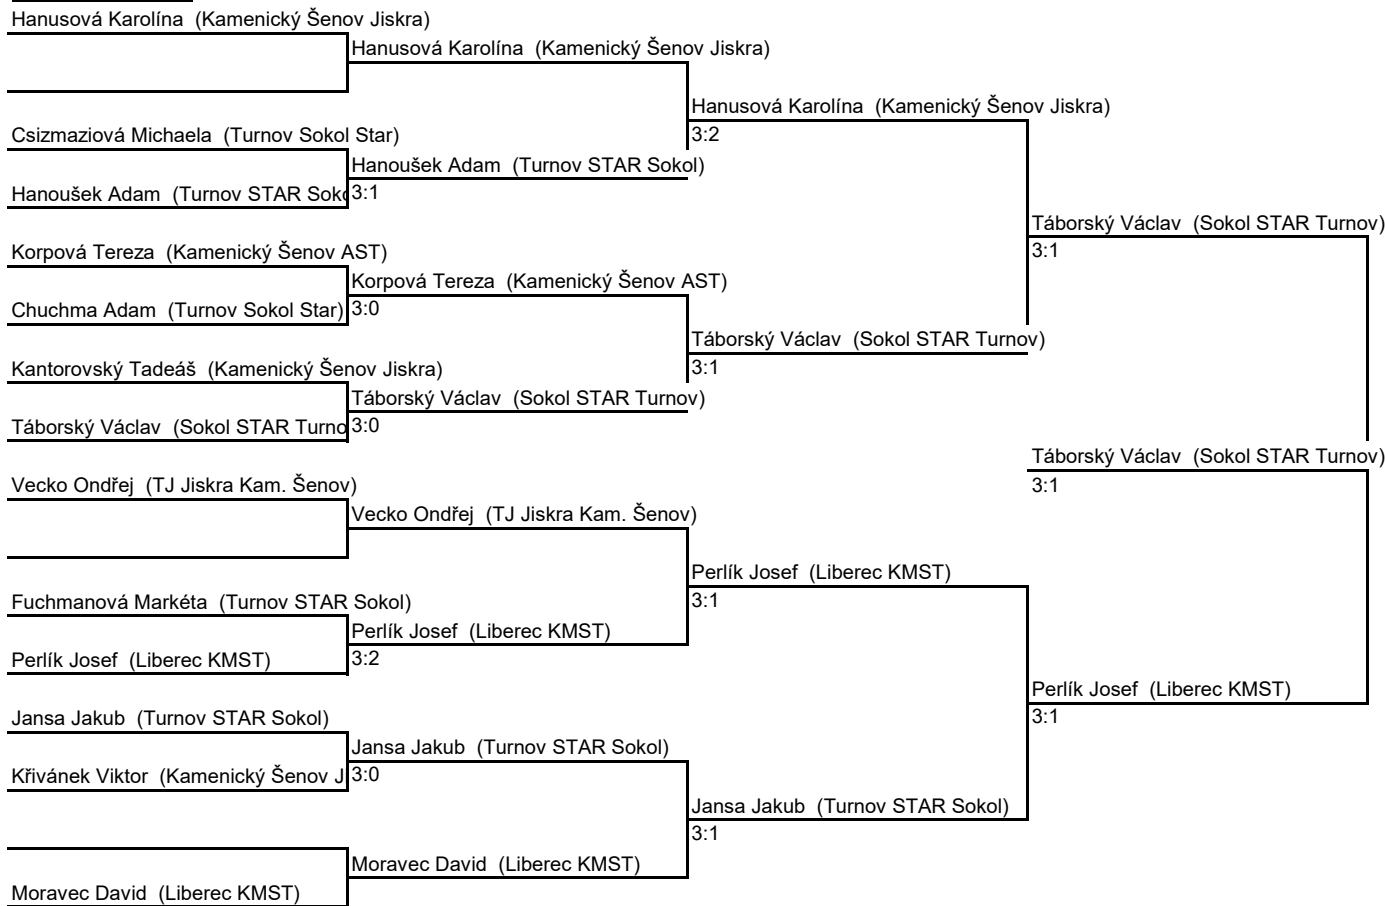 Hanusová Karolína (Kamenický Šenov Jiskra)
Hanusová Karolína (Kamenický Šenov Jiskra)
Hanusová Karolína (Kamenický Šenov Jiskra)
3:2
Csizmaziová Michaela (Turnov Sokol Star)
Hanoušek Adam (Turnov STAR Sokol)
3:1
Hanoušek Adam (Turnov STAR Soko
Táborský Václav (Sokol STAR Turnov)
3:1
Korpová Tereza (Kamenický Šenov AST)
Korpová Tereza (Kamenický Šenov AST)
3:0
Chuchma Adam (Turnov Sokol Star)
Táborský Václav (Sokol STAR Turnov)
3:1
Kantorovský Tadeáš (Kamenický Šenov Jiskra)
Táborský Václav (Sokol STAR Turnov)
3:0
Táborský Václav (Sokol STAR Turno
Táborský Václav (Sokol STAR Turnov)
3:1
Vecko Ondřej (TJ Jiskra Kam. Šenov)
Vecko Ondřej (TJ Jiskra Kam. Šenov)
Perlík Josef (Liberec KMST)
3:1
Fuchmanová Markéta (Turnov STAR Sokol)
Perlík Josef (Liberec KMST)
3:2
Perlík Josef (Liberec KMST)
Perlík Josef (Liberec KMST)
3:1
Jansa Jakub (Turnov STAR Sokol)
Jansa Jakub (Turnov STAR Sokol)
3:0
Křivánek Viktor (Kamenický Šenov J
Jansa Jakub (Turnov STAR Sokol)
3:1
Moravec David (Liberec KMST)
Moravec David (Liberec KMST)